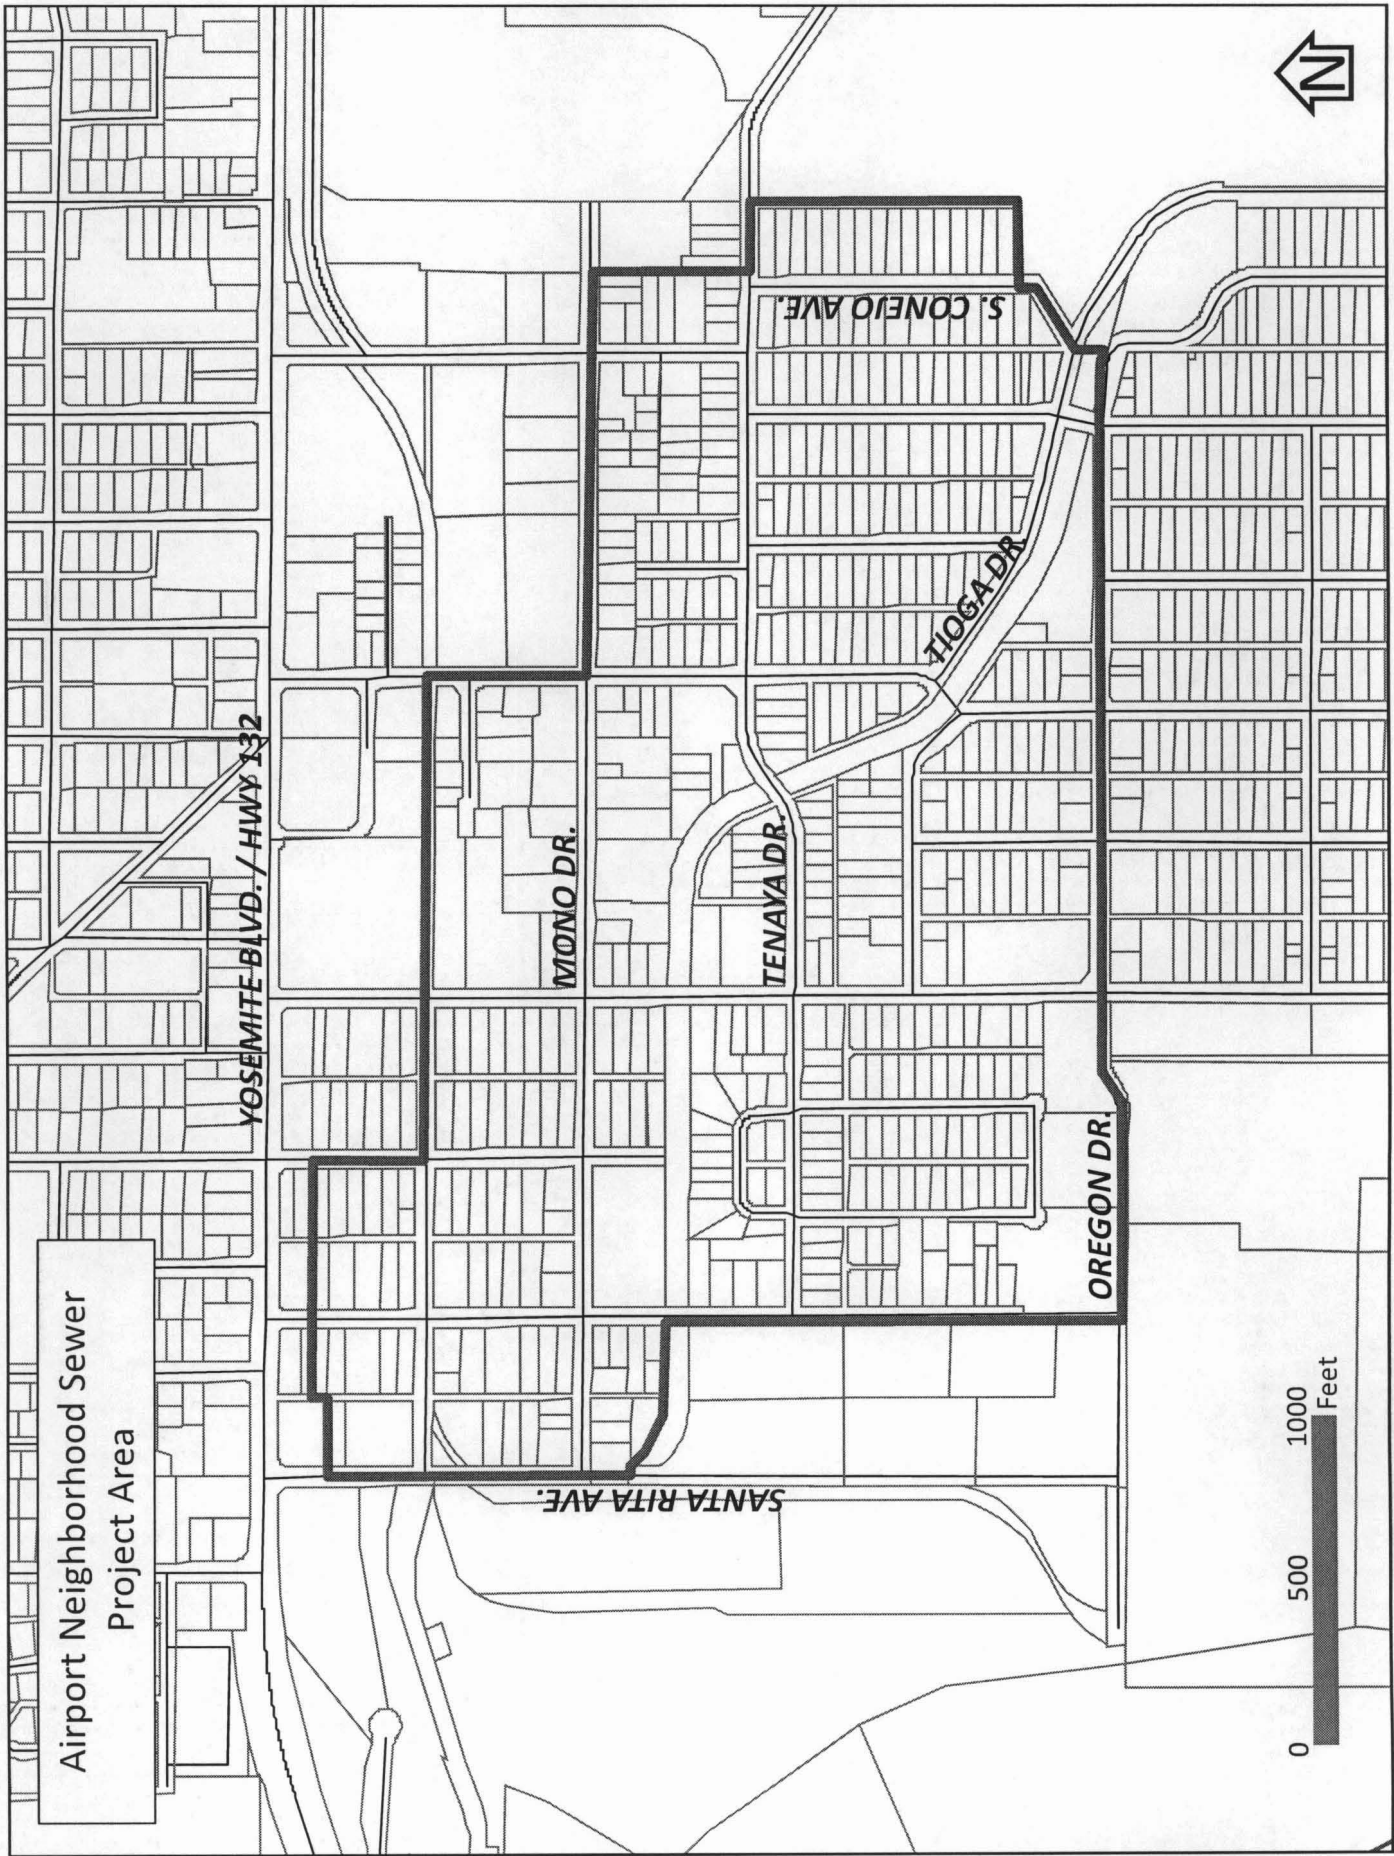 Airport Neighborhood Sewer
Project Area
YOSEMITE BLVD. / HWY 132
N
MONO DR.
TENAYA DR.
S. CONEJO AVE.
TIOGA DR.
SANTA RITA AVE.
OREGON DR.
0 500 1000
Feet